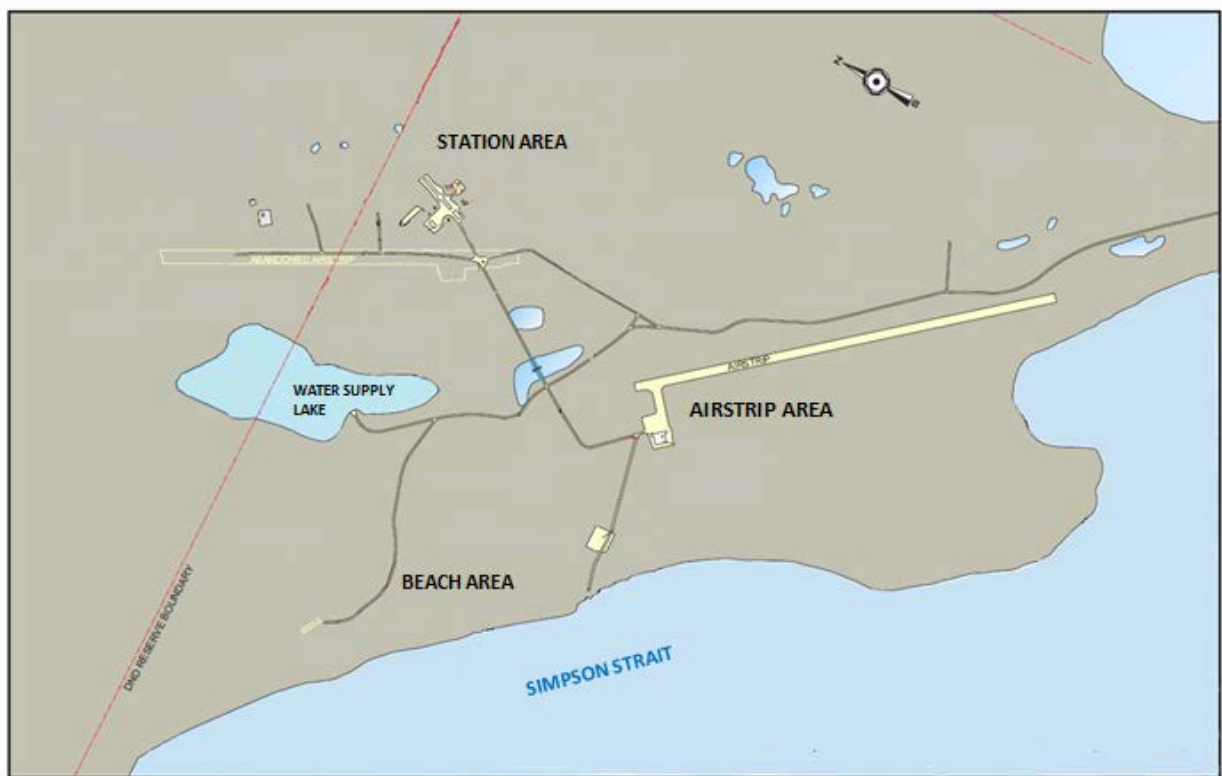 N
STATION AREA
ABANDONED AIRSTRIP
WATER SUPPLY
LAKE
AIRSTRIP
AIRSTRIP AREA
BEACH AREA
DND RESERVE BOUNDARY
SIMPSON STRAIT